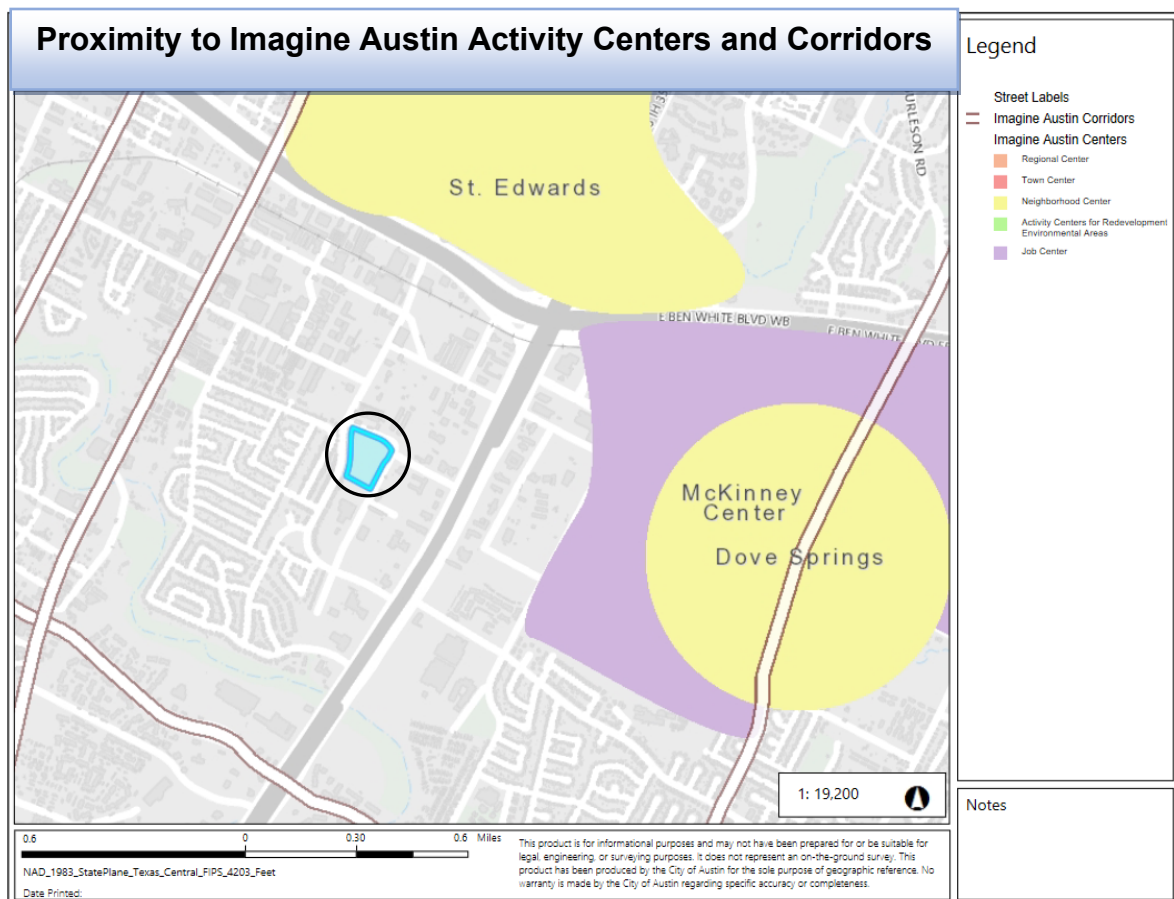 Proximity to Imagine Austin Activity Centers and Corridors
Legend
Street Labels
Imagine Austin Corridors
Imagine Austin Centers
Regional Center
Town Center
Neighborhood Center
Activity Centers for Redevelopment
Environmental Areas
Job Center
URLESON RD
St. Edwards
E BEN WHITE BLVD WB
E BEN WHITE
McKinney
Center
Dove Springs
1: 19,200
Notes
0.6 0 0.30 0.6 Miles
NAD_1983_StatePlane_Texas_Central_FIPS_4203_Feet
Date Printed:
This product is for informational purposes and may not have been prepared for or be suitable for
legal, engineering, or surveying purposes. It does not represent an on-the-ground survey. This
product has been produced by the City of Austin for the sole purpose of geographic reference. No
warranty is made by the City of Austin regarding specific accuracy or completeness.